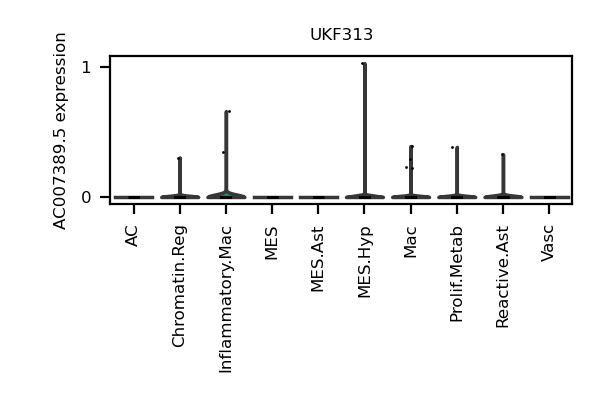 UKF313
AC007389.5 expression
1
0
AC
Chromatin.Reg
Inflammatory.Mac
MES
MES.Ast
MES.Hyp
Mac
Prolif.Metab
Reactive.Ast
Vasc